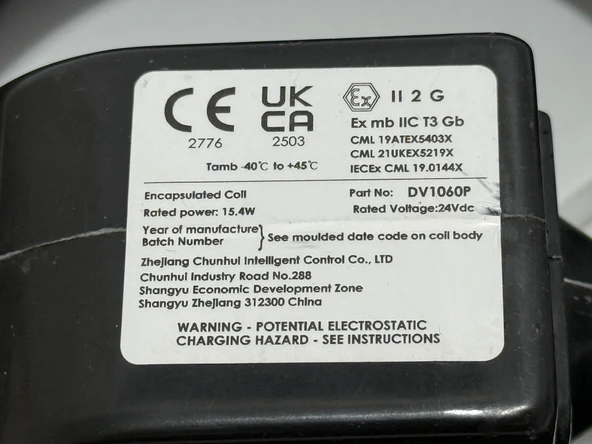 CE
2776
UK
CA
2503
Ex II 2 G
Ex mb IIC T3 Gb
CML 19ATEX5403X
CML 21UKEX5219X
IECEx CML 19.0144X
Tamb -40℃ to +45℃
Encapsulated Coil Part No: DV1060P
Rated power: 15.4W Rated Voltage:24Vdc
Year of manufacture
Batch Number } See moulded date code on coil body
Zhejiang Chunhui Intelligent Control Co., LTD
Chunhui Industry Road No.288
Shangyu Economic Development Zone
Shangyu Zhejiang 312300 China
WARNING - POTENTIAL ELECTROSTATIC
CHARGING HAZARD - SEE INSTRUCTIONS